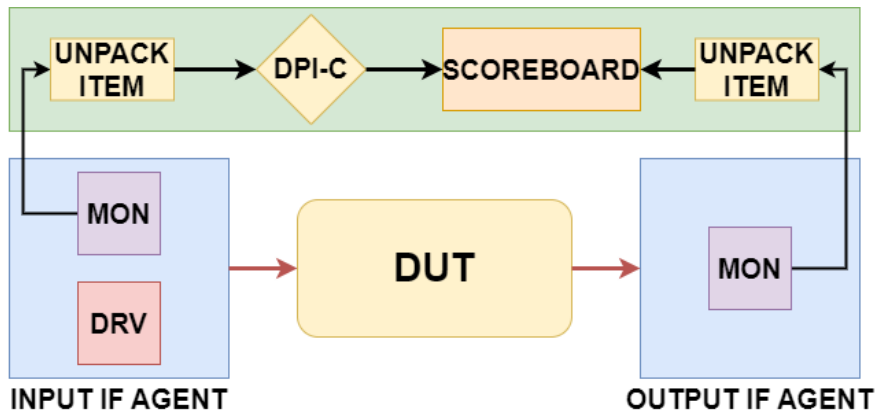 UNPACK
ITEM
DPI-C
SCOREBOARD
UNPACK
ITEM
MON
DRV
DUT
MON
INPUT IF AGENT
OUTPUT IF AGENT